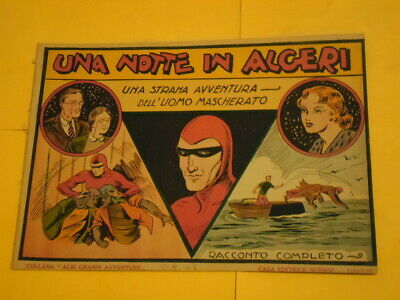 UNA NOTTE IN ALGERI
UNA STRANA AVVENTURA
DELL'UOMO MASCHERATO
RACCONTO COMPLETO
COLLANA "ALBI GRANDI AVVENTURE"
CASA EDITRICE NERBINI - FIRENZE